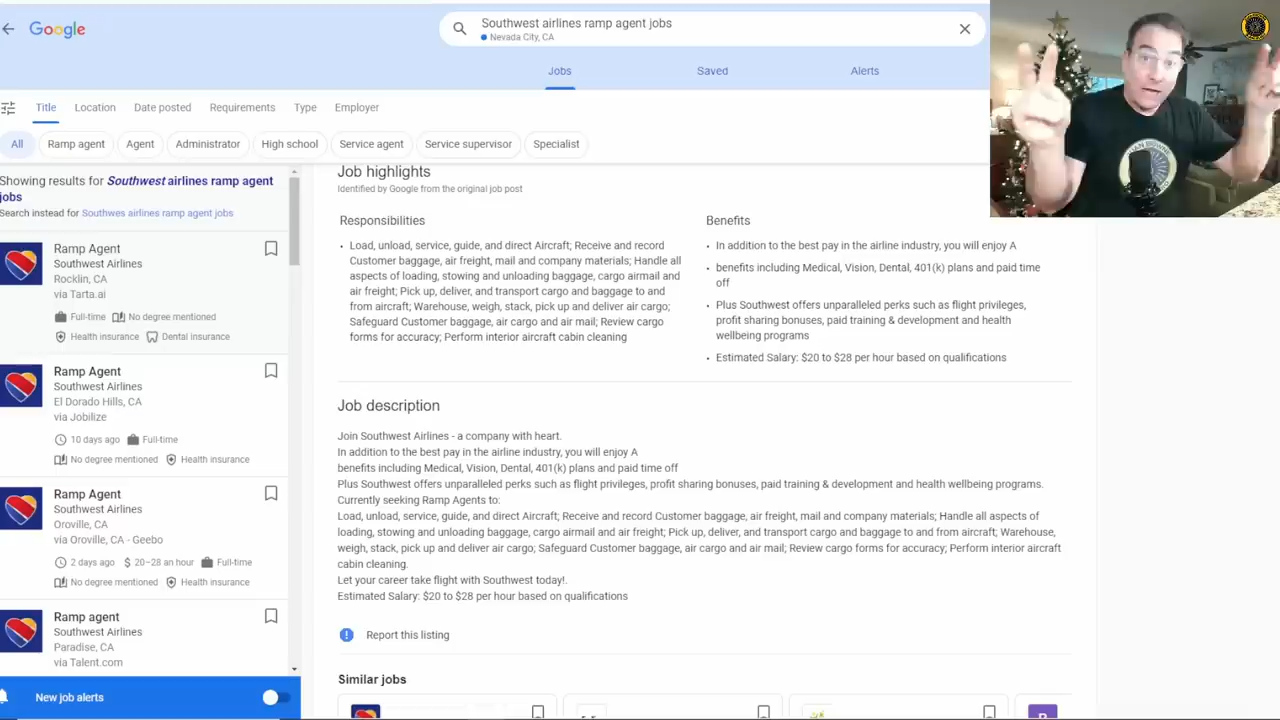 Google
Southwest airlines ramp agent jobs
Nevada City, CA
Jobs
Saved
Alerts
Title
Location
Date posted
Requirements
Type
Employer
All
Ramp agent
Agent
Administrator
High school
Service agent
Service supervisor
Specialist
Showing results for Southwest airlines ramp agent
jobs
Search instead for Southwes airlines ramp agent jobs
Ramp Agent
Southwest Airlines
Rocklin, CA
via Tarta.ai
Full-time
No degree mentioned
Health insurance
Dental insurance
Ramp Agent
Southwest Airlines
El Dorado Hills, CA
via Jobilize
10 days ago
Full-time
No degree mentioned
Health insurance
Ramp Agent
Southwest Airlines
Oroville, CA
via Oroville, CA - Geebo
2 days ago
20–28 an hour
Full-time
No degree mentioned
Health insurance
Ramp agent
Southwest Airlines
Paradise, CA
via Talent.com
New job alerts
Job highlights
Identified by Google from the original job post
Responsibilities
Load, unload, service, guide, and direct Aircraft; Receive and record
Customer baggage, air freight, mail and company materials; Handle all
aspects of loading, stowing and unloading baggage, cargo airmail and
air freight; Pick up, deliver, and transport cargo and baggage to and
from aircraft; Warehouse, weigh, stack, pick up and deliver air cargo;
Safeguard Customer baggage, air cargo and air mail; Review cargo
forms for accuracy; Perform interior aircraft cabin cleaning
Benefits
In addition to the best pay in the airline industry, you will enjoy A
benefits including Medical, Vision, Dental, 401(k) plans and paid time
off
Plus Southwest offers unparalleled perks such as flight privileges,
profit sharing bonuses, paid training & development and health
wellbeing programs
Estimated Salary: $20 to $28 per hour based on qualifications
Job description
Join Southwest Airlines - a company with heart.
In addition to the best pay in the airline industry, you will enjoy A
benefits including Medical, Vision, Dental, 401(k) plans and paid time off
Plus Southwest offers unparalleled perks such as flight privileges, profit sharing bonuses, paid training & development and health wellbeing programs.
Currently seeking Ramp Agents to:
Load, unload, service, guide, and direct Aircraft; Receive and record Customer baggage, air freight, mail and company materials; Handle all aspects of
loading, stowing and unloading baggage, cargo airmail and air freight; Pick up, deliver, and transport cargo and baggage to and from aircraft; Warehouse,
weigh, stack, pick up and deliver air cargo; Safeguard Customer baggage, air cargo and air mail; Review cargo forms for accuracy; Perform interior aircraft
cabin cleaning.
Let your career take flight with Southwest today!.
Estimated Salary: $20 to $28 per hour based on qualifications
Report this listing
Similar jobs